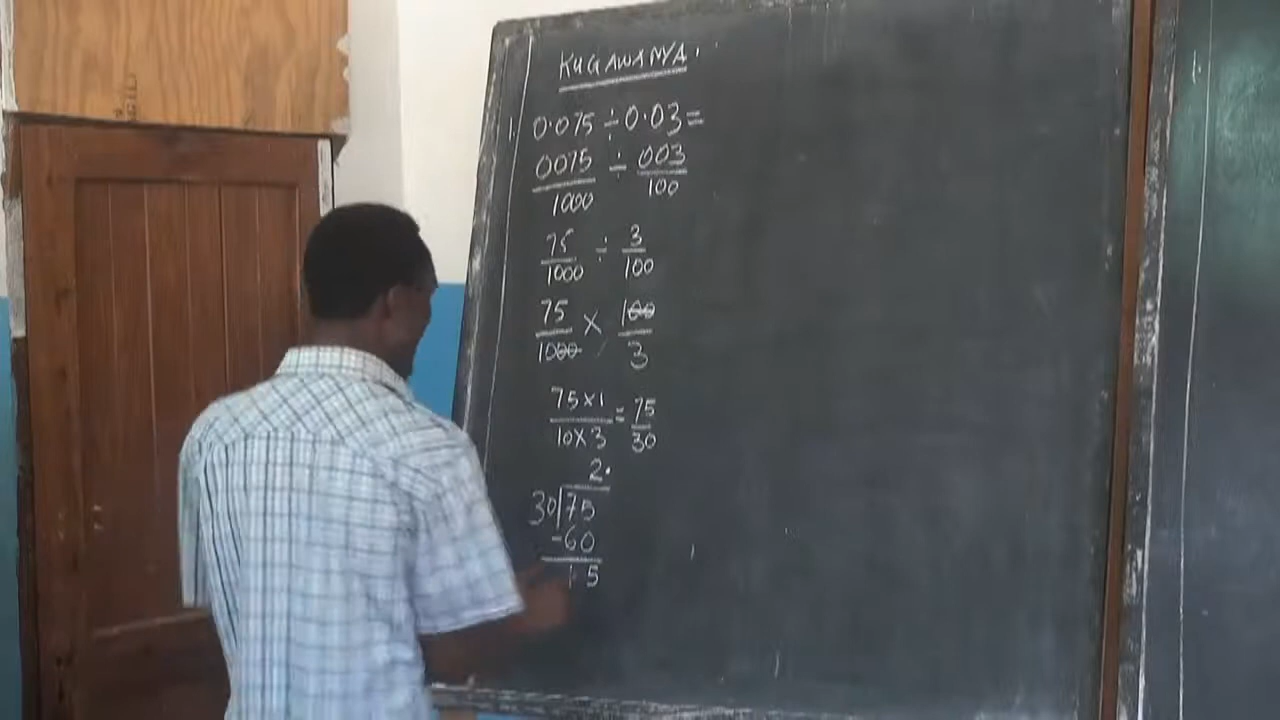 KUGAWANYA.
1. 0.075 ÷ 0.03 =
0075/1000 ÷ 003/100
75/1000 ÷ 3/100
75/1000 × 100/3
75×1/10×3 = 75/30
2.
30 75
-60
15